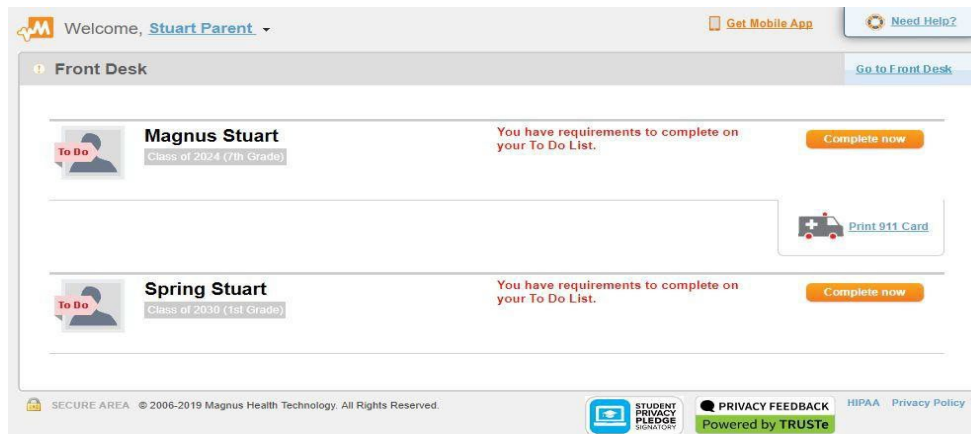 Welcome, Stuart Parent
Get Mobile App
Need Help?
Front Desk
Go to Front Desk
To Do
Magnus Stuart
Class of 2024 (7th Grade)
You have requirements to complete on
your To Do List.
Complete now
Print 911 Card
To Do
Spring Stuart
Class of 2030 (1st Grade)
You have requirements to complete on
your To Do List.
Complete now
SECURE AREA © 2006-2019 Magnus Health Technology. All Rights Reserved.
STUDENT
PRIVACY
PLEDGE
SIGNATORY
PRIVACY FEEDBACK
Powered by TRUSTe
HIPAA Privacy Policy